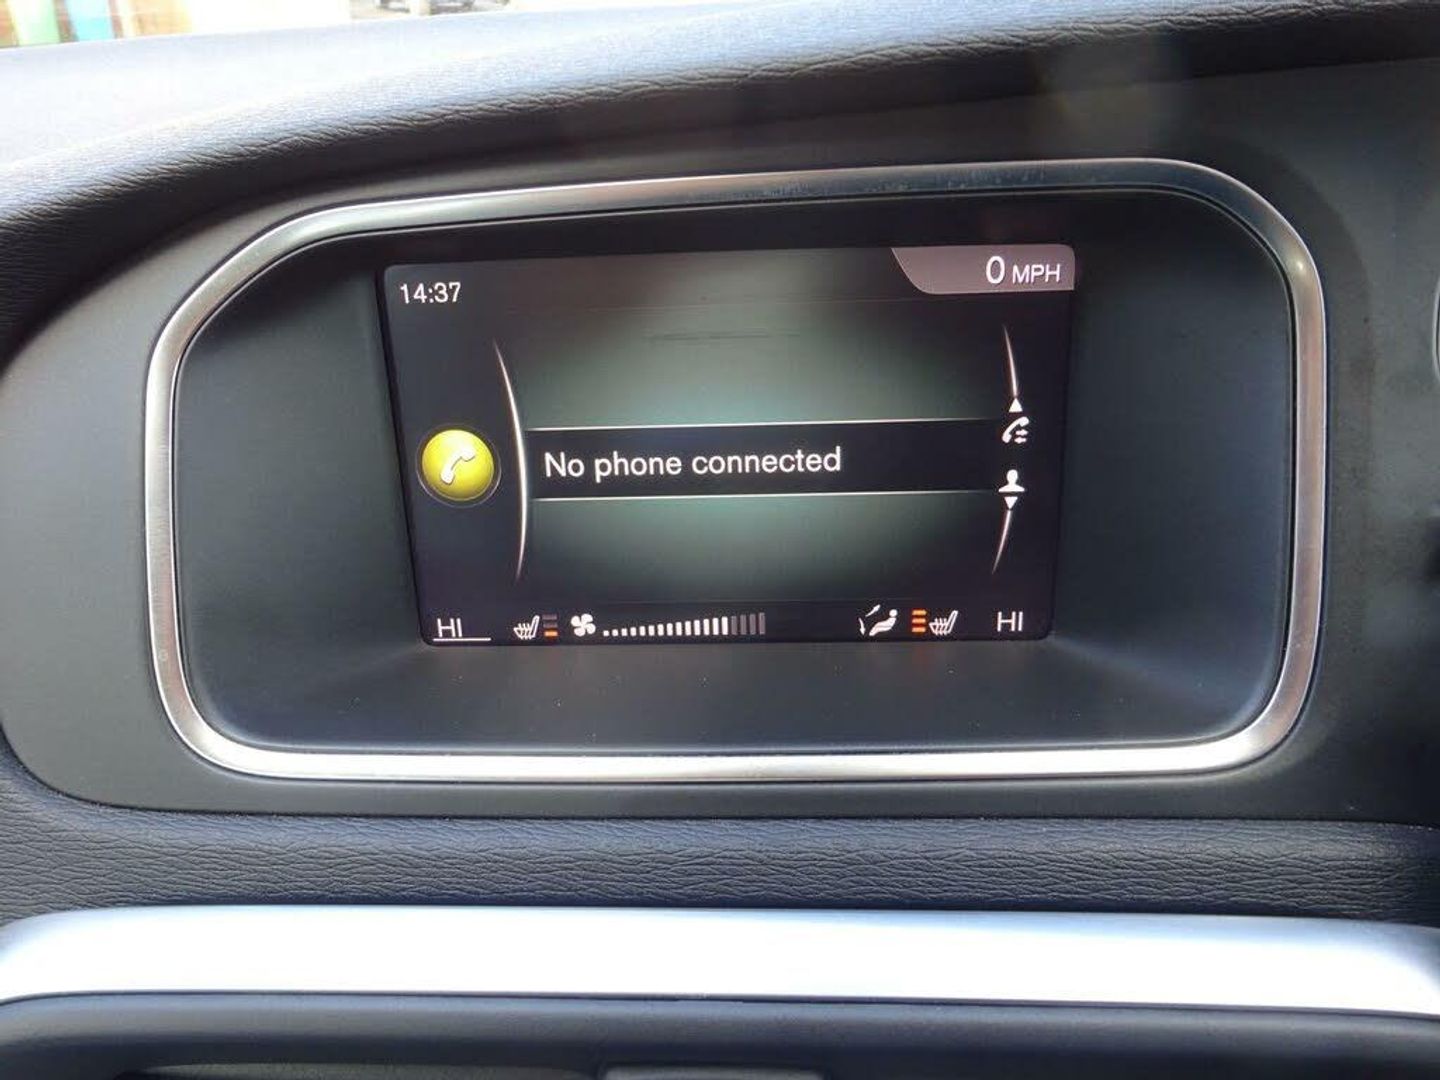 14:37
0 MPH
No phone connected
HI HI